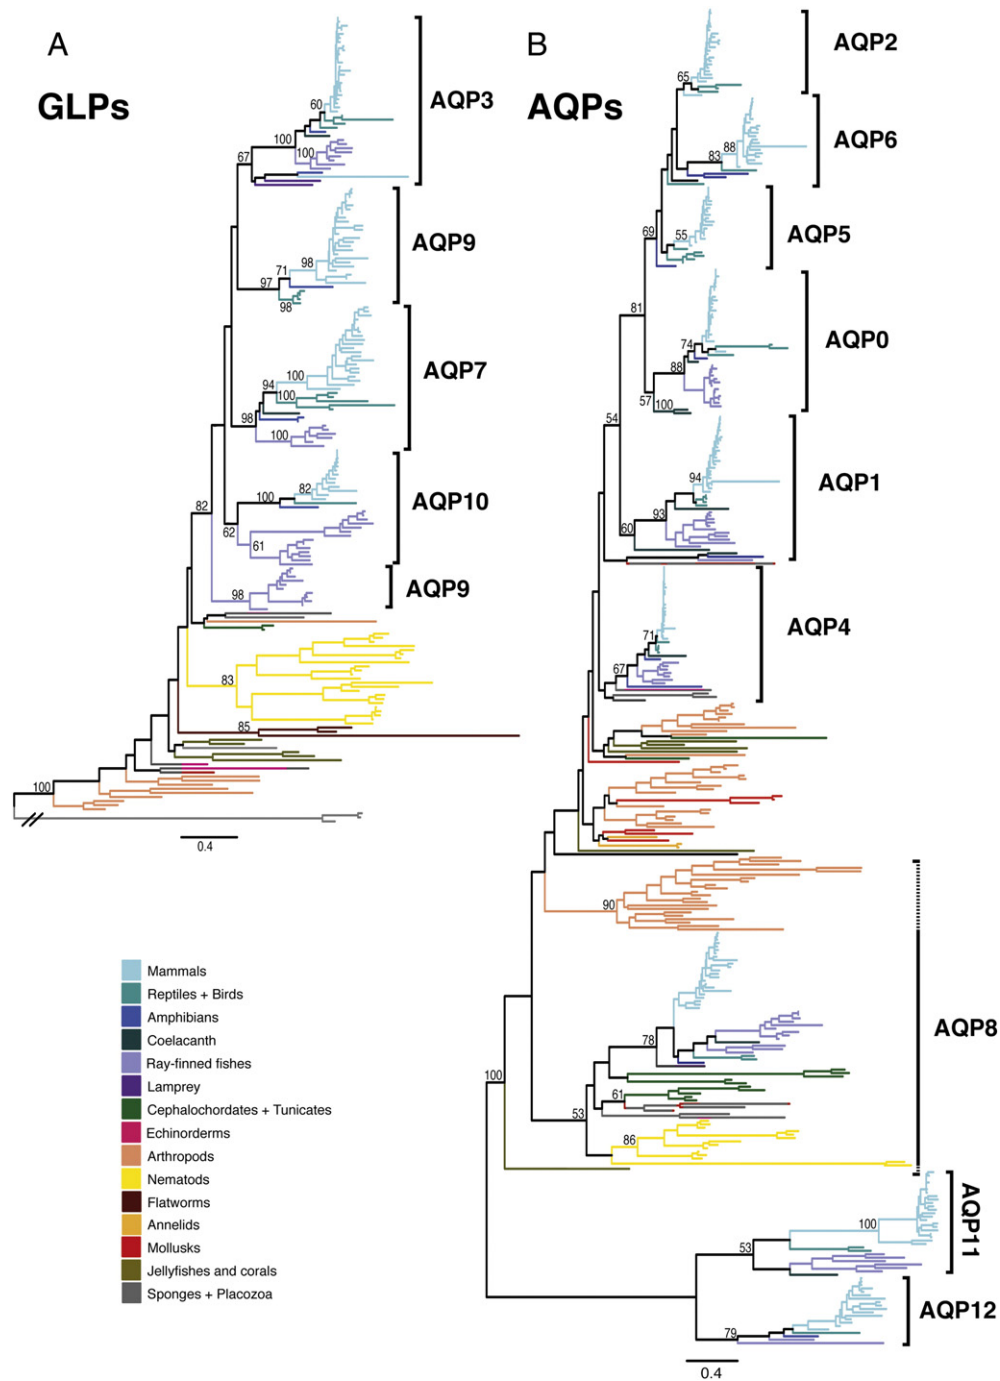 A
GLPs
60
100
100
67
AQP3
98
71
97
98
AQP9
100
94
100
98
100
AQP7
82
100
82
62
61
AQP10
98
AQP9
83
85
100
0.4
B
AQPs
65
AQP2
88
83
AQP6
69
55
AQP5
81
74
88
57
100
AQP0
54
94
93
60
AQP1
71
67
AQP4
90
78
100
61
53
86
AQP8
100
53
AQP11
79
AQP12
0.4
Mammals
Reptiles + Birds
Amphibians
Coelacanth
Ray-finned fishes
Lamprey
Cephalochordates + Tunicates
Echinorderms
Arthropods
Nematods
Flatworms
Annelids
Mollusks
Jellyfishes and corals
Sponges + Placozoa